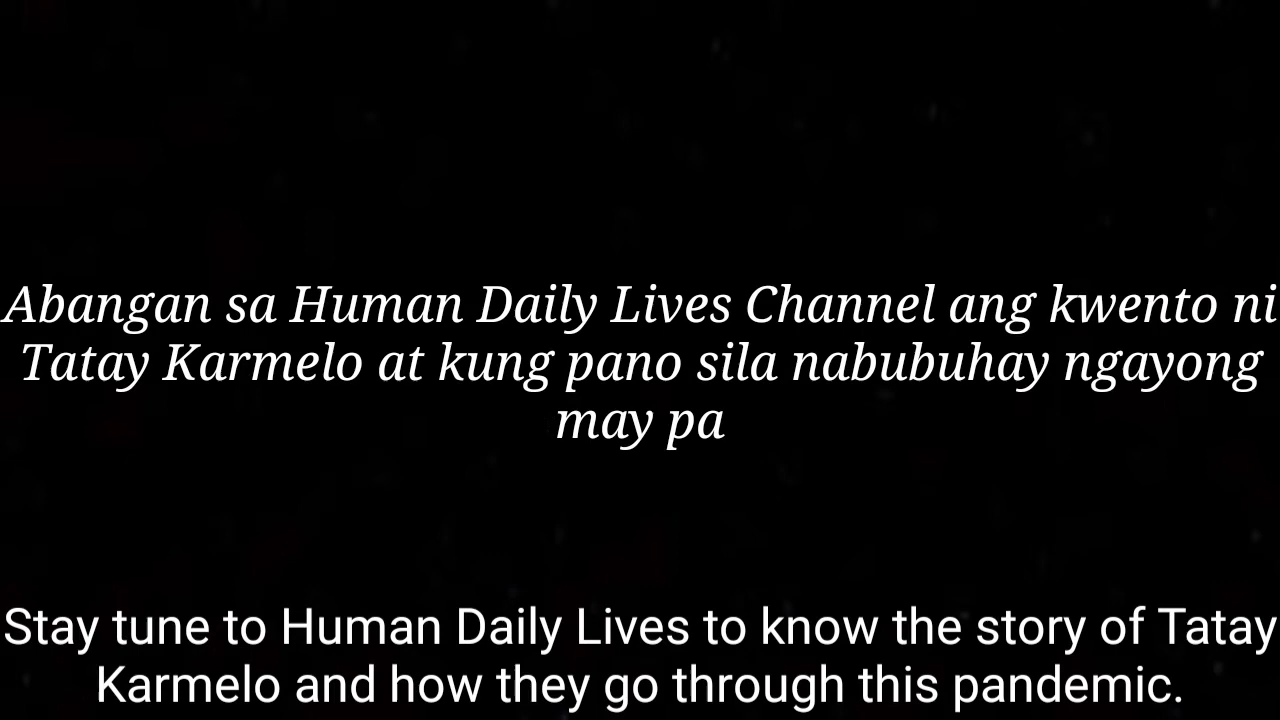 Abangan sa Human Daily Lives Channel ang kwento ni
Tatay Karmelo at kung pano sila nabubuhay ngayong
may pa
Stay tune to Human Daily Lives to know the story of Tatay
Karmelo and how they go through this pandemic.